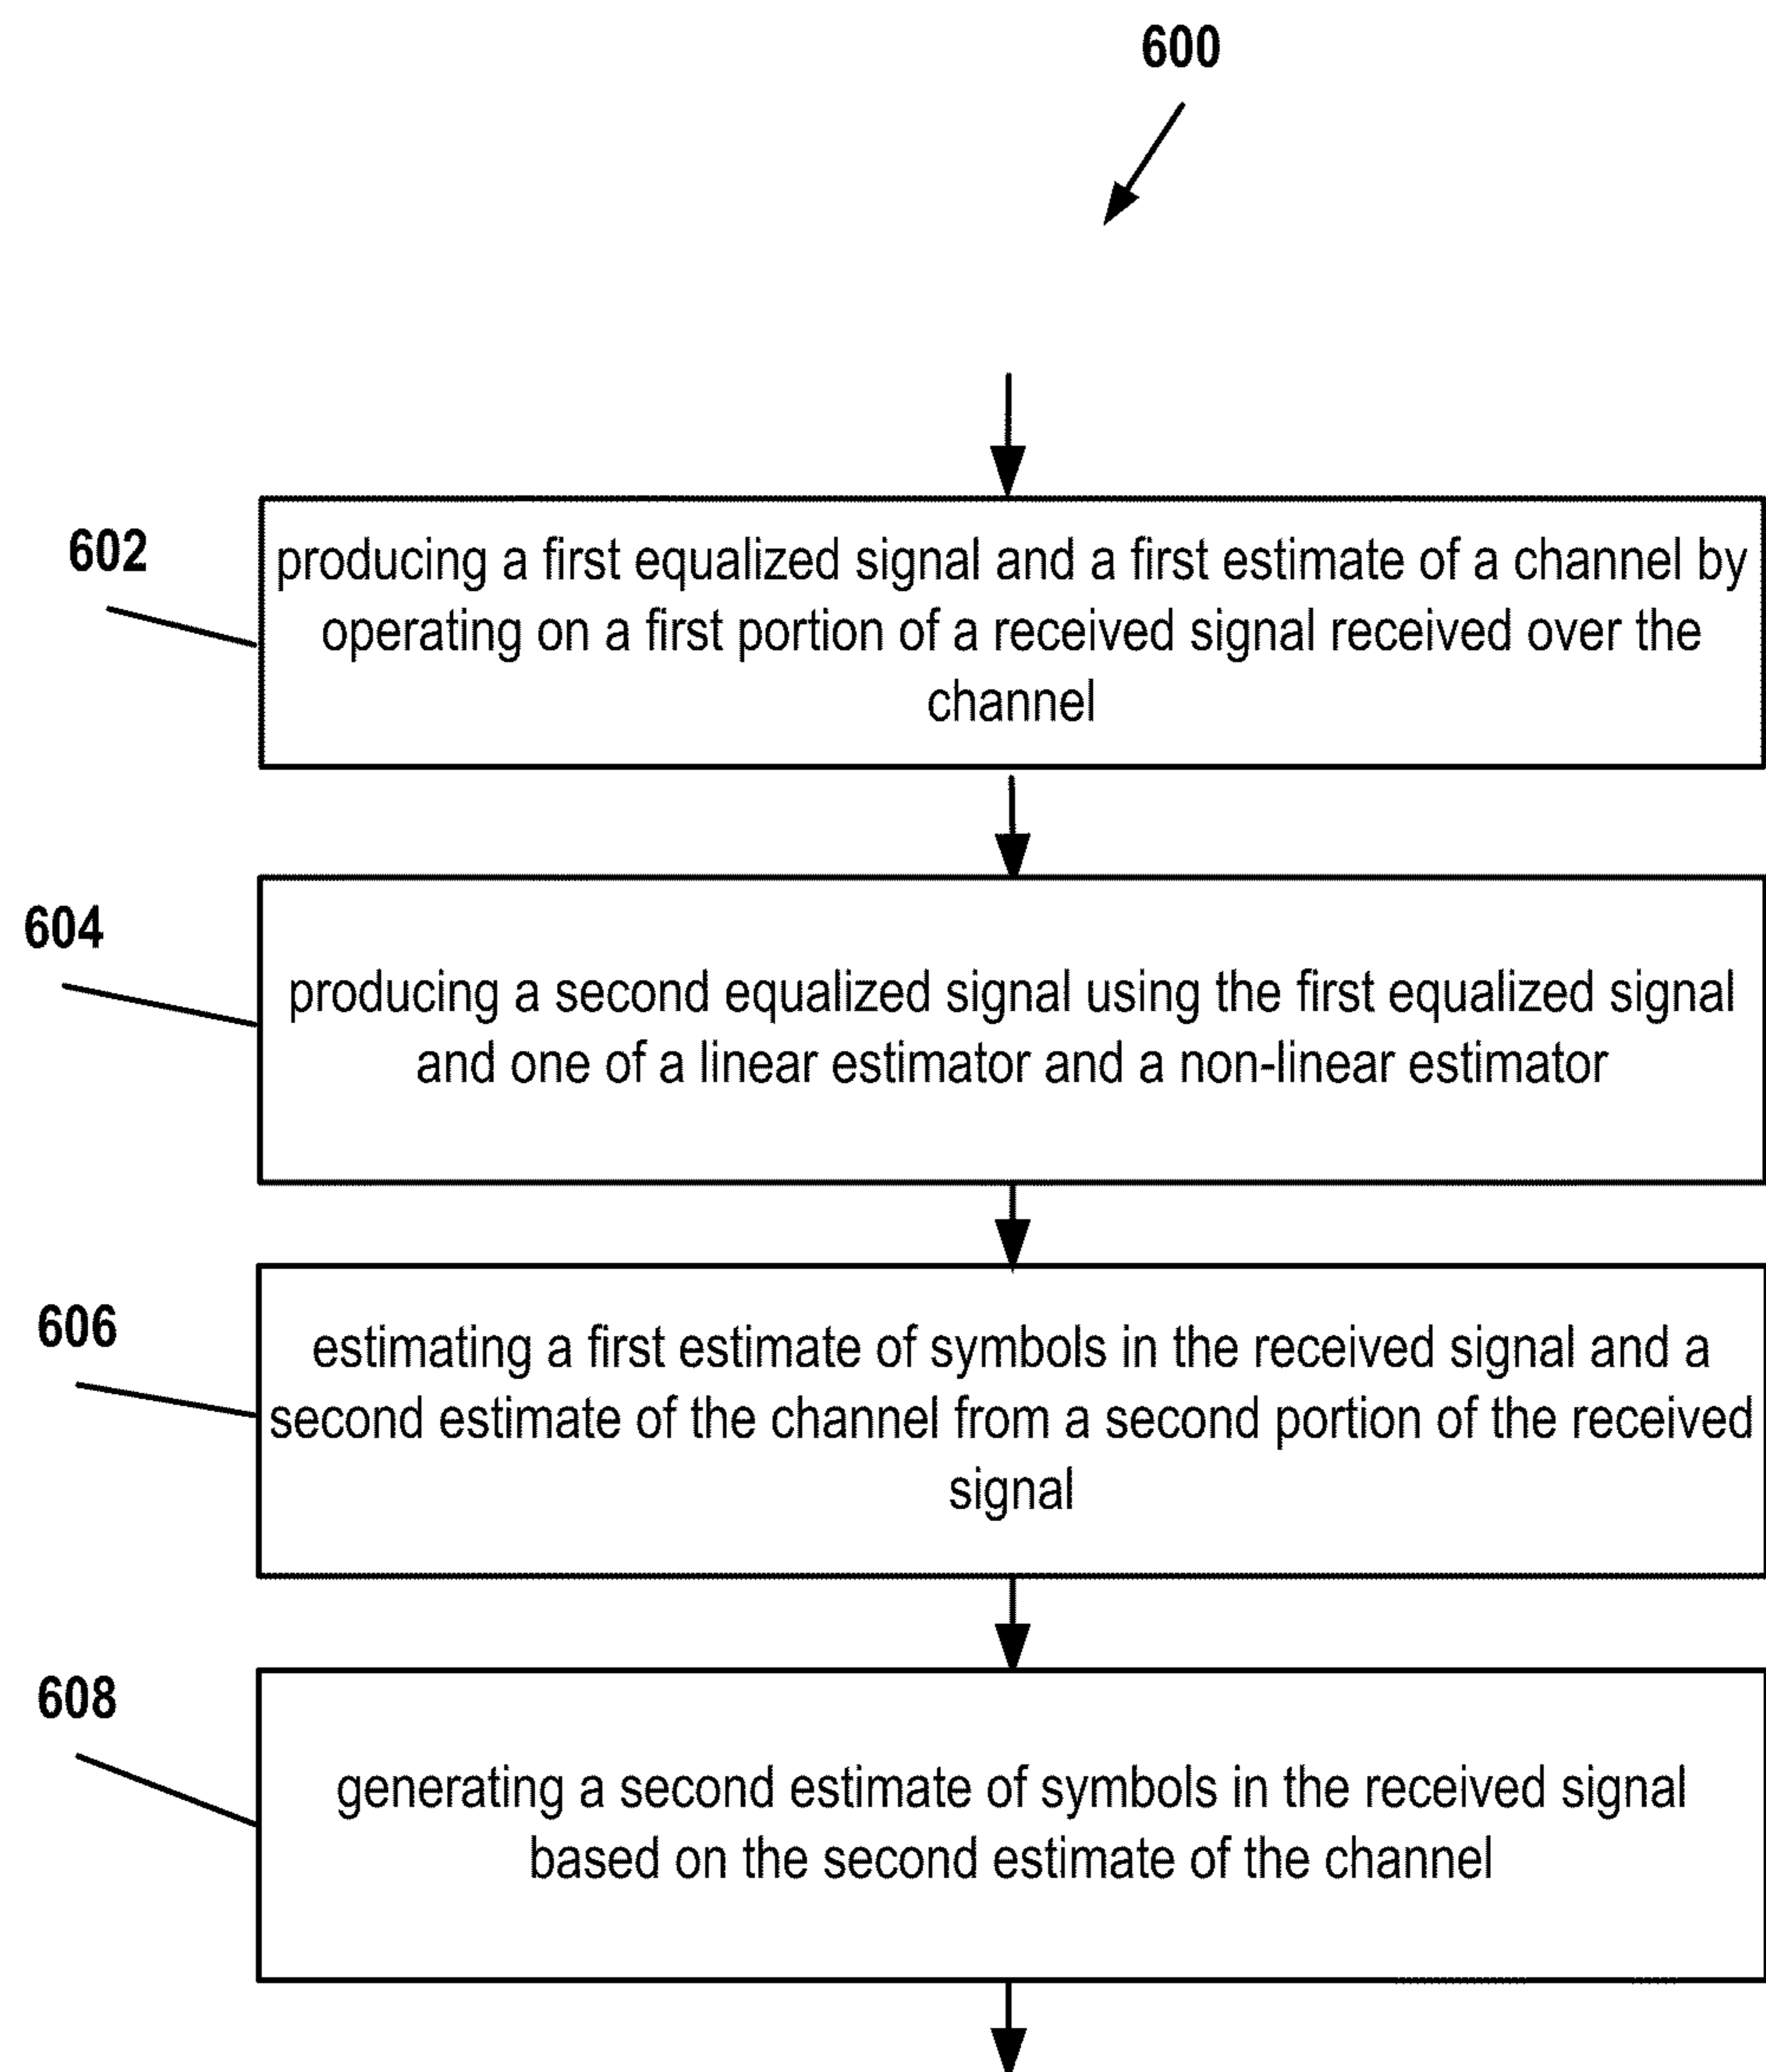 600
602
producing a first equalized signal and a first estimate of a channel by
operating on a first portion of a received signal received over the
channel
604
producing a second equalized signal using the first equalized signal
and one of a linear estimator and a non-linear estimator
606
estimating a first estimate of symbols in the received signal and a
second estimate of the channel from a second portion of the received
signal
608
generating a second estimate of symbols in the received signal
based on the second estimate of the channel